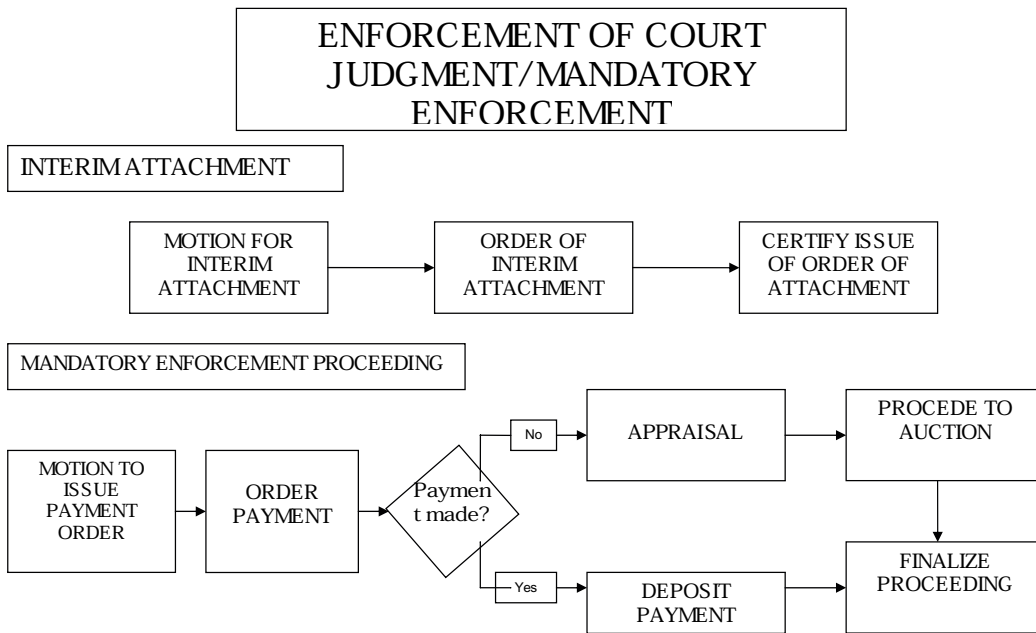 ENFORCEMENT OF COURT
JUDGMENT/MANDATORY
ENFORCEMENT
INTERIM ATTACHMENT
MOTION FOR
INTERIM
ATTACHMENT
ORDER OF
INTERIM
ATTACHMENT
CERTIFY ISSUE
OF ORDER OF
ATTACHMENT
MANDATORY ENFORCEMENT PROCEEDING
MOTION TO
ISSUE
PAYMENT
ORDER
ORDER
PAYMENT
Paymen
t made?
No
APPRAISAL
PROCEDE TO
AUCTION
Yes
DEPOSIT
PAYMENT
FINALIZE
PROCEEDING